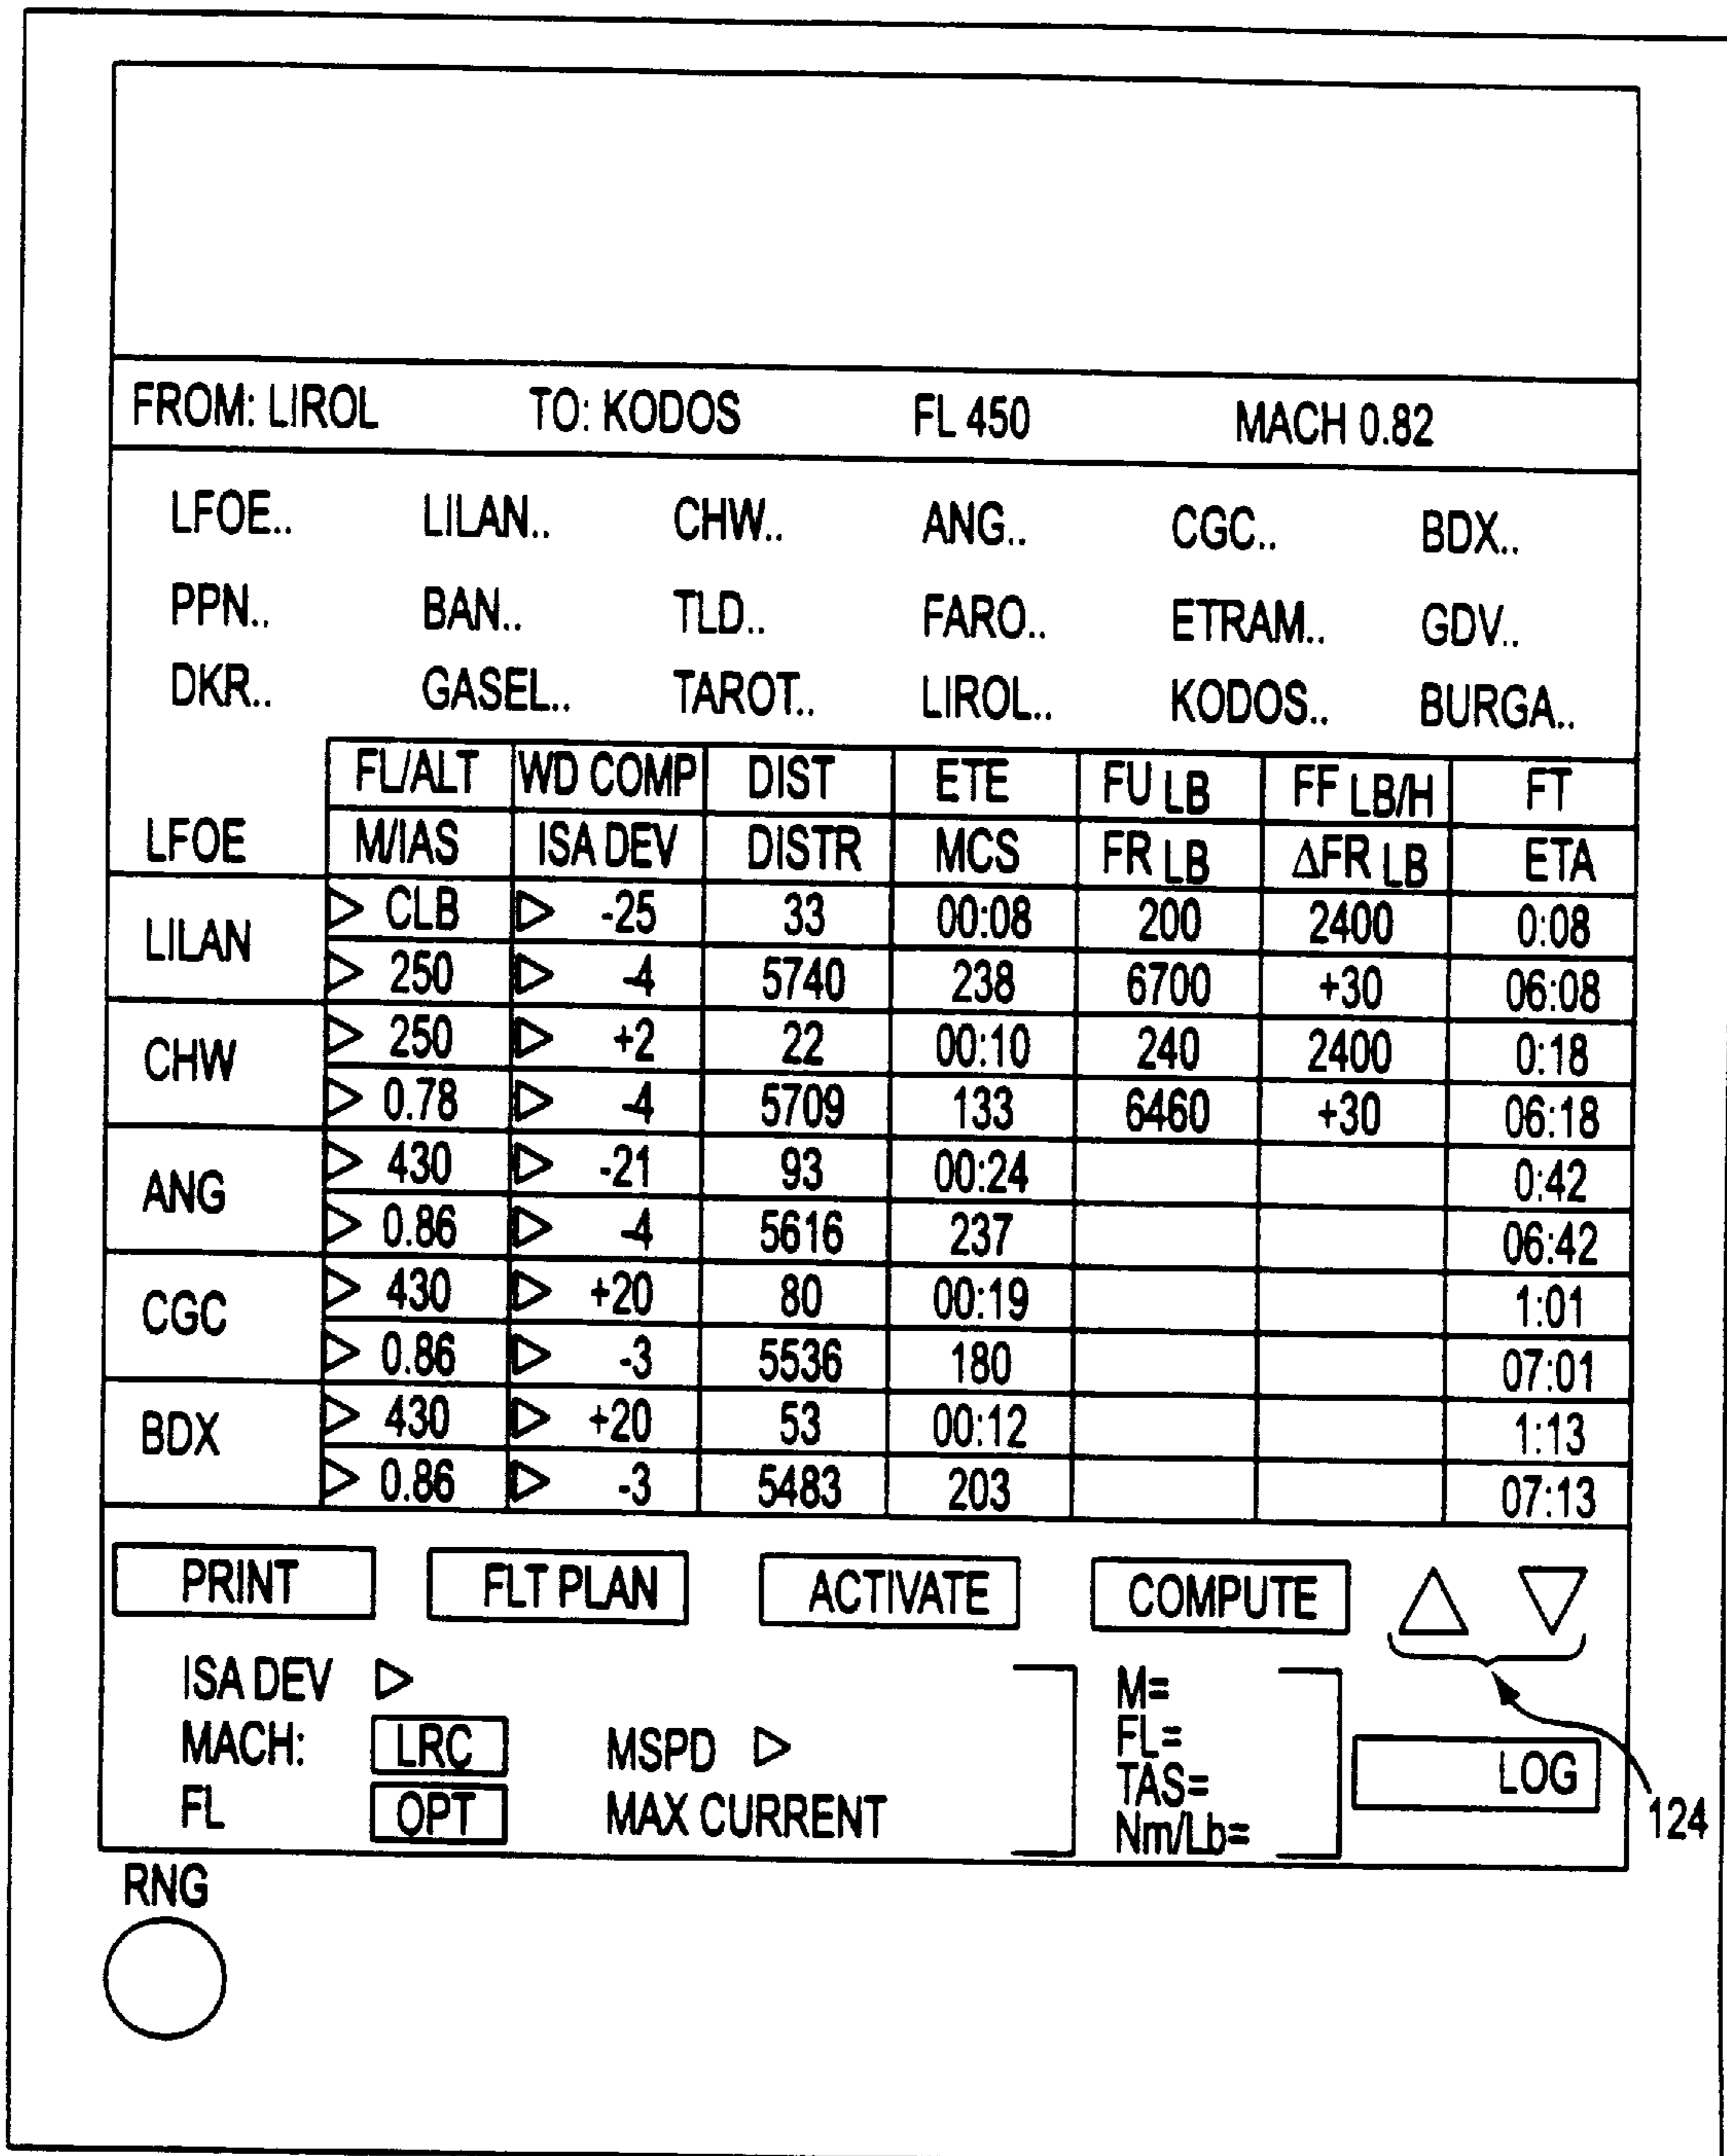 FROM: LIROL TO: KODOS FL 450 MACH 0.82
LFOE.. LILAN.. CHW.. ANG.. CGC.. BDX..
PPN.. BAN.. TLD.. FARO.. ETRAM.. GDV..
DKR.. GASEL.. TAROT.. LIROL.. KODOS.. BURGA..
FL/ALT WD COMP DIST ETE FU LB FF LB/H FT
LFOE M/IAS ISA DEV DISTR MCS FR LB ΔFR LB ETA
LILAN ▷ CLB ▷ -25 33 00:08 200 2400 0:08
▷ 250 ▷ -4 5740 238 6700 +30 06:08
CHW ▷ 250 ▷ +2 22 00:10 240 2400 0:18
▷ 0.78 ▷ -4 5709 133 6460 +30 06:18
ANG ▷ 430 ▷ -21 93 00:24 0:42
▷ 0.86 ▷ -4 5616 237 06:42
CGC ▷ 430 ▷ +20 80 00:19 1:01
▷ 0.86 ▷ -3 5536 180 07:01
BDX ▷ 430 ▷ +20 53 00:12 1:13
▷ 0.86 ▷ -3 5483 203 07:13
PRINT FLT PLAN ACTIVATE COMPUTE △ ▽
ISA DEV ▷ M=
MACH: LRC MSPD ▷ FL=
TAS= LOG
FL OPT MAX CURRENT Nm/Lb=
124
RNG